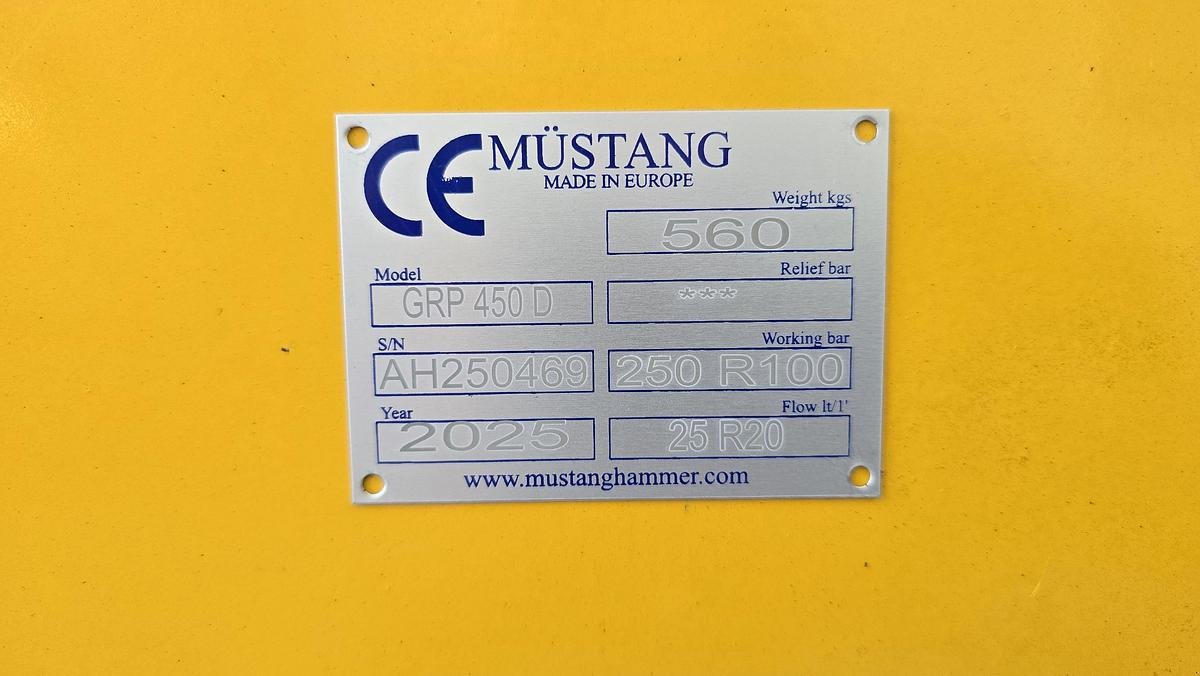 CE MÜSTANG
MADE IN EUROPE
Weight kgs
560
Model
GRP 450 D
Relief bar
***
S/N
AH250469
Working bar
250 R100
Year
2025
Flow lt/1'
25 R20
www.mustanghammer.com